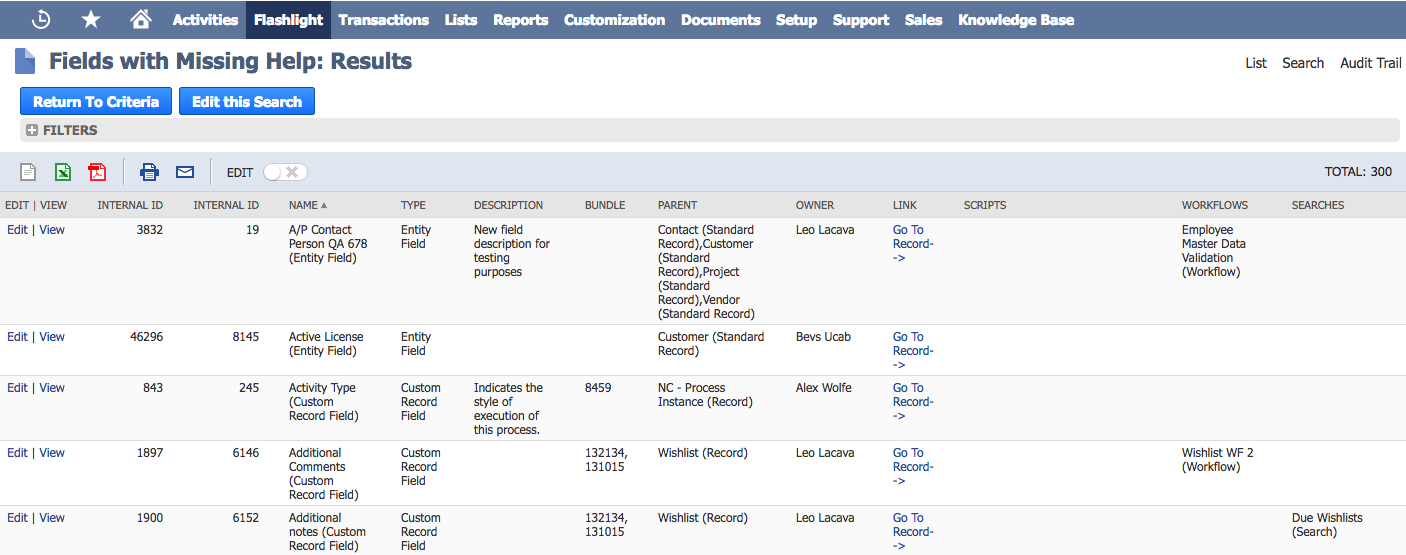 Activities Flashlight Transactions Lists Reports Customization Documents Setup Support Sales Knowledge Base
Fields with Missing Help: Results
List Search Audit Trail
Return To Criteria Edit this Search
FILTERS
EDIT TOTAL: 300
EDIT | VIEW INTERNAL ID INTERNAL ID NAME TYPE DESCRIPTION BUNDLE PARENT OWNER LINK SCRIPTS WORKFLOWS SEARCHES
Edit | View 3832 19 A/P Contact Entity New field Contact (Standard Leo Lacava Go To Employee
Person QA 678 Field description for Record),Customer Record- Master Data
(Entity Field) testing (Standard -> Validation
purposes Record),Project (Workflow)
(Standard
Record),Vendor
(Standard Record)
Edit | View 46296 8145 Active License Entity Customer (Standard Bevs Ucab Go To
(Entity Field) Field Record) Record-
->
Edit | View 843 245 Activity Type Custom Indicates the 8459 NC - Process Alex Wolfe Go To
(Custom Record style of Instance (Record) Record-
Record Field) Field execution of ->
this process.
Edit | View 1897 6146 Additional Custom 132134, Wishlist (Record) Leo Lacava Go To Wishlist WF 2
Comments Record 131015 Record- (Workflow)
(Custom Field ->
Record Field)
Edit | View 1900 6152 Additional Custom 132134, Wishlist (Record) Leo Lacava Go To Due Wishlists
notes (Custom Record 131015 Record- (Search)
Record Field) Field ->